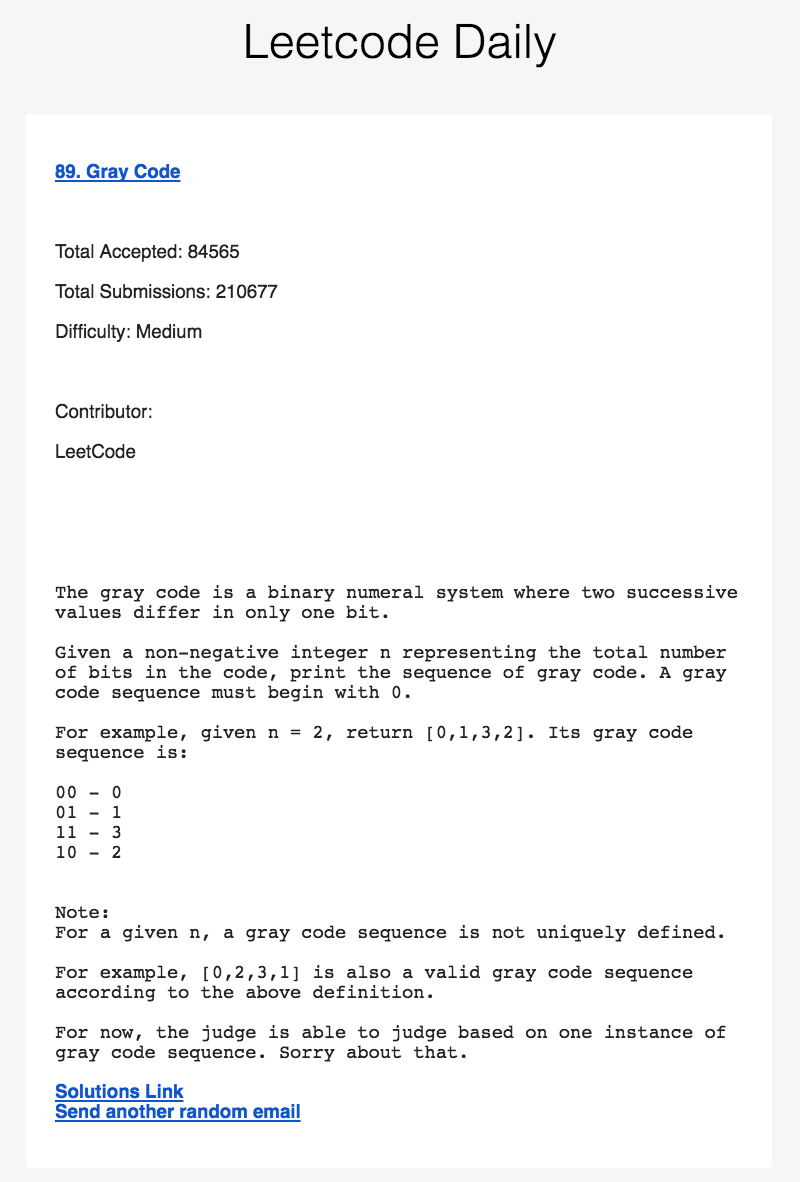 Leetcode Daily
89. Gray Code
Total Accepted: 84565
Total Submissions: 210677
Difficulty: Medium
Contributor:
LeetCode
The gray code is a binary numeral system where two successive
values differ in only one bit.
Given a non-negative integer n representing the total number
of bits in the code, print the sequence of gray code. A gray
code sequence must begin with 0.
For example, given n = 2, return [0,1,3,2]. Its gray code
sequence is:
00 - 0
01 - 1
11 - 3
10 - 2
Note:
For a given n, a gray code sequence is not uniquely defined.
For example, [0,2,3,1] is also a valid gray code sequence
according to the above definition.
For now, the judge is able to judge based on one instance of
gray code sequence. Sorry about that.
Solutions Link
Send another random email